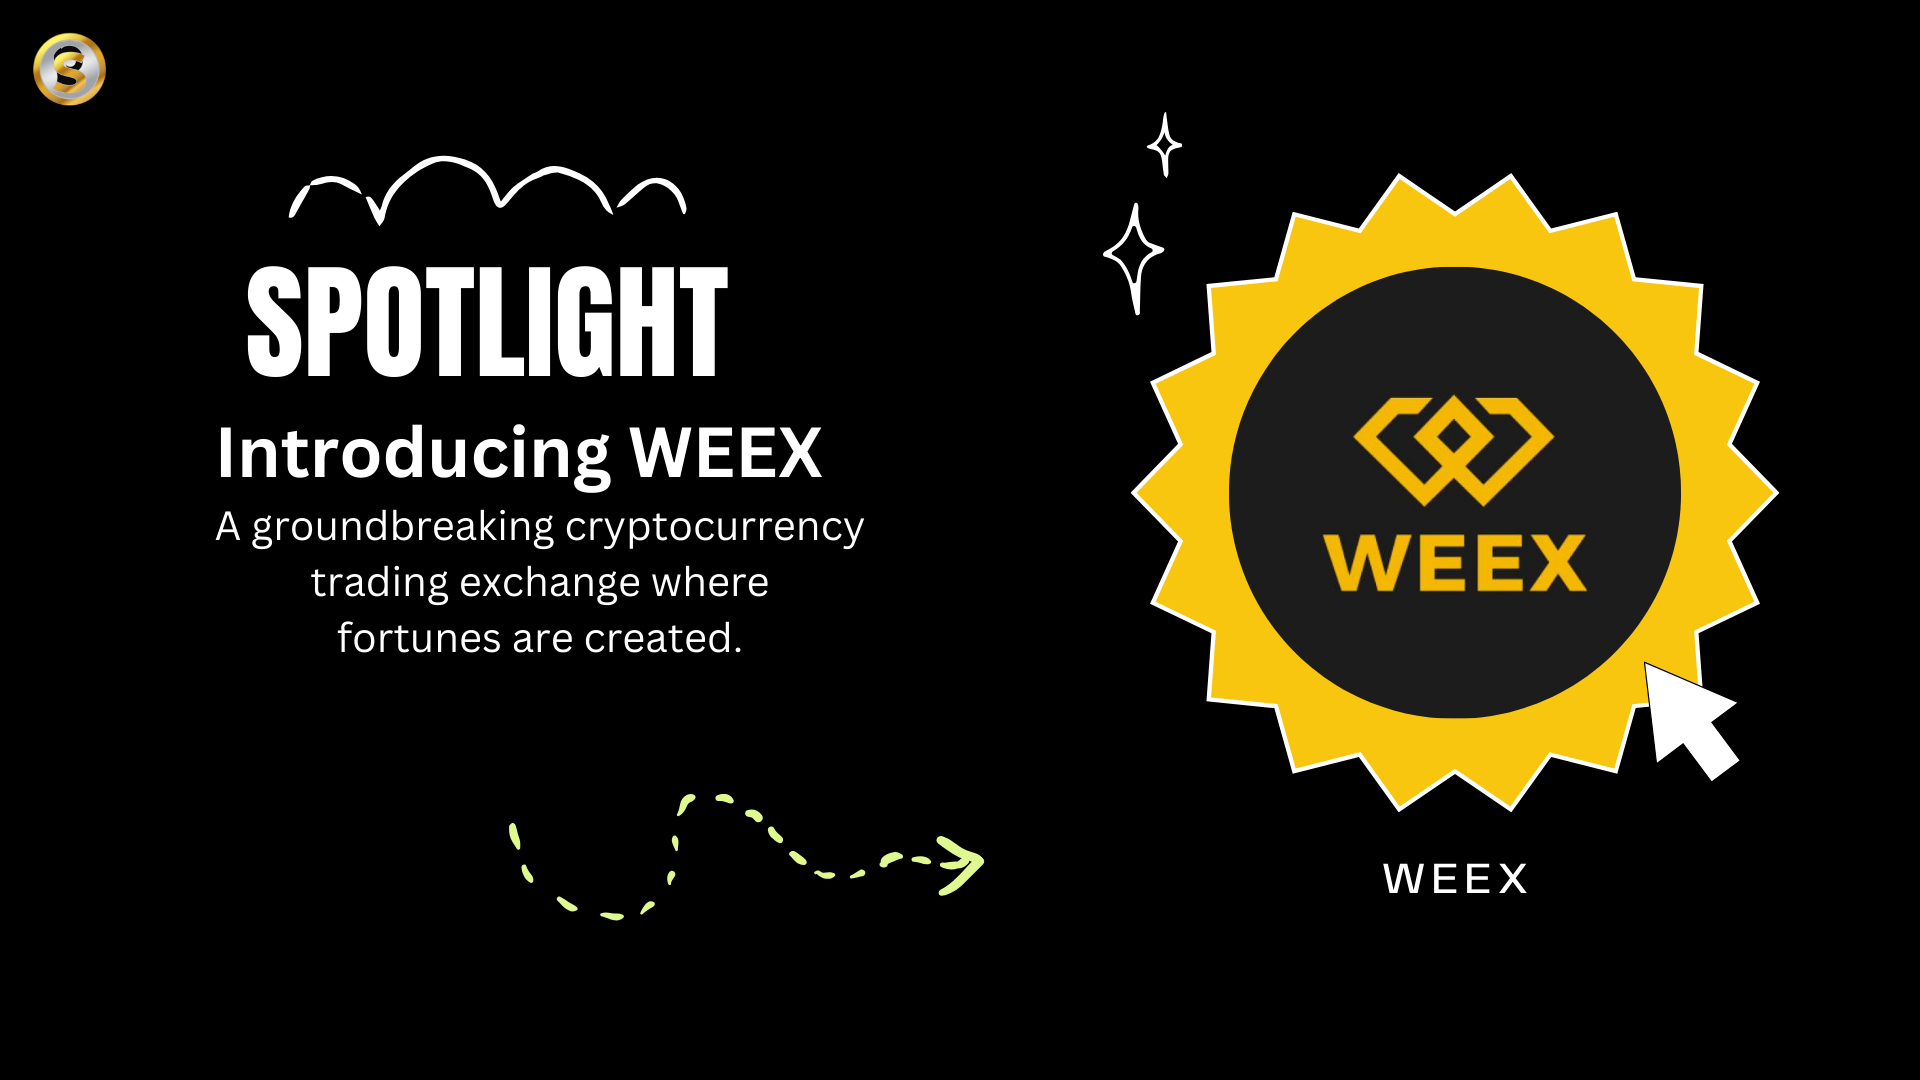 SPOTLIGHT
Introducing WEEX
A groundbreaking cryptocurrency
trading exchange where
fortunes are created.
WEEX
WEEX